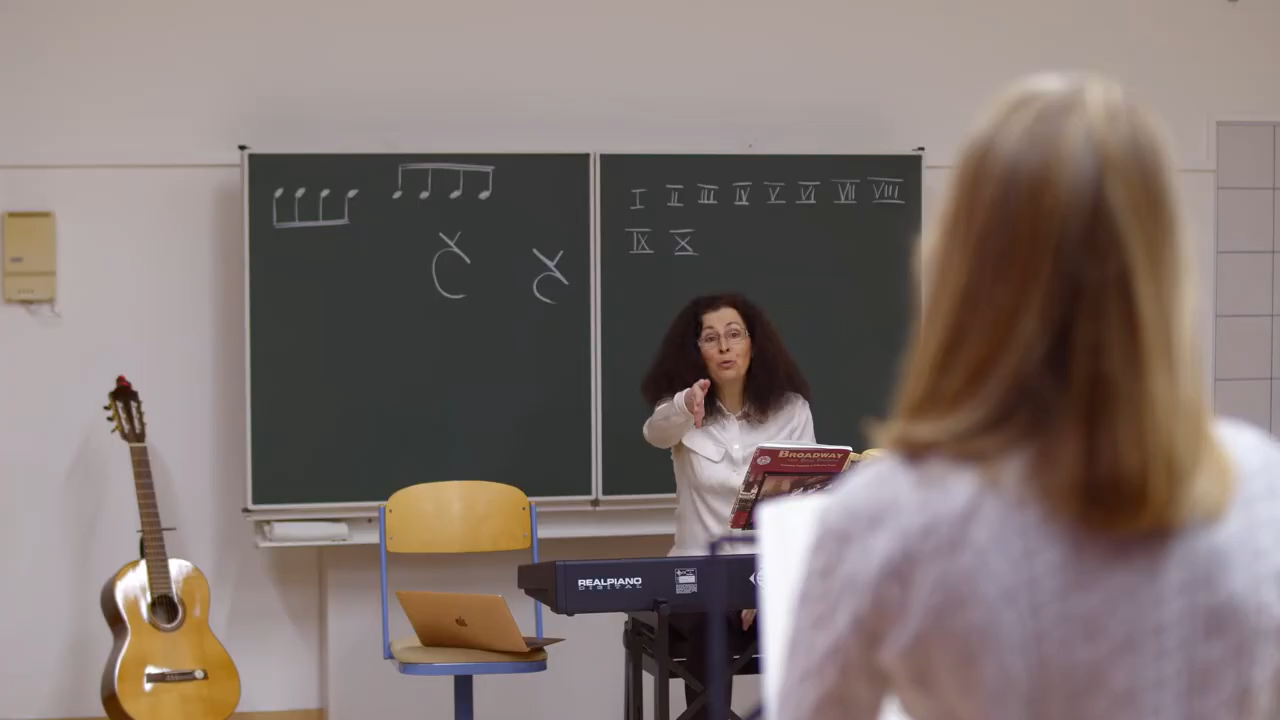 I II III IV V VI VII VIII
IX X
BROADWAY
REALPIANO
DIGITAL